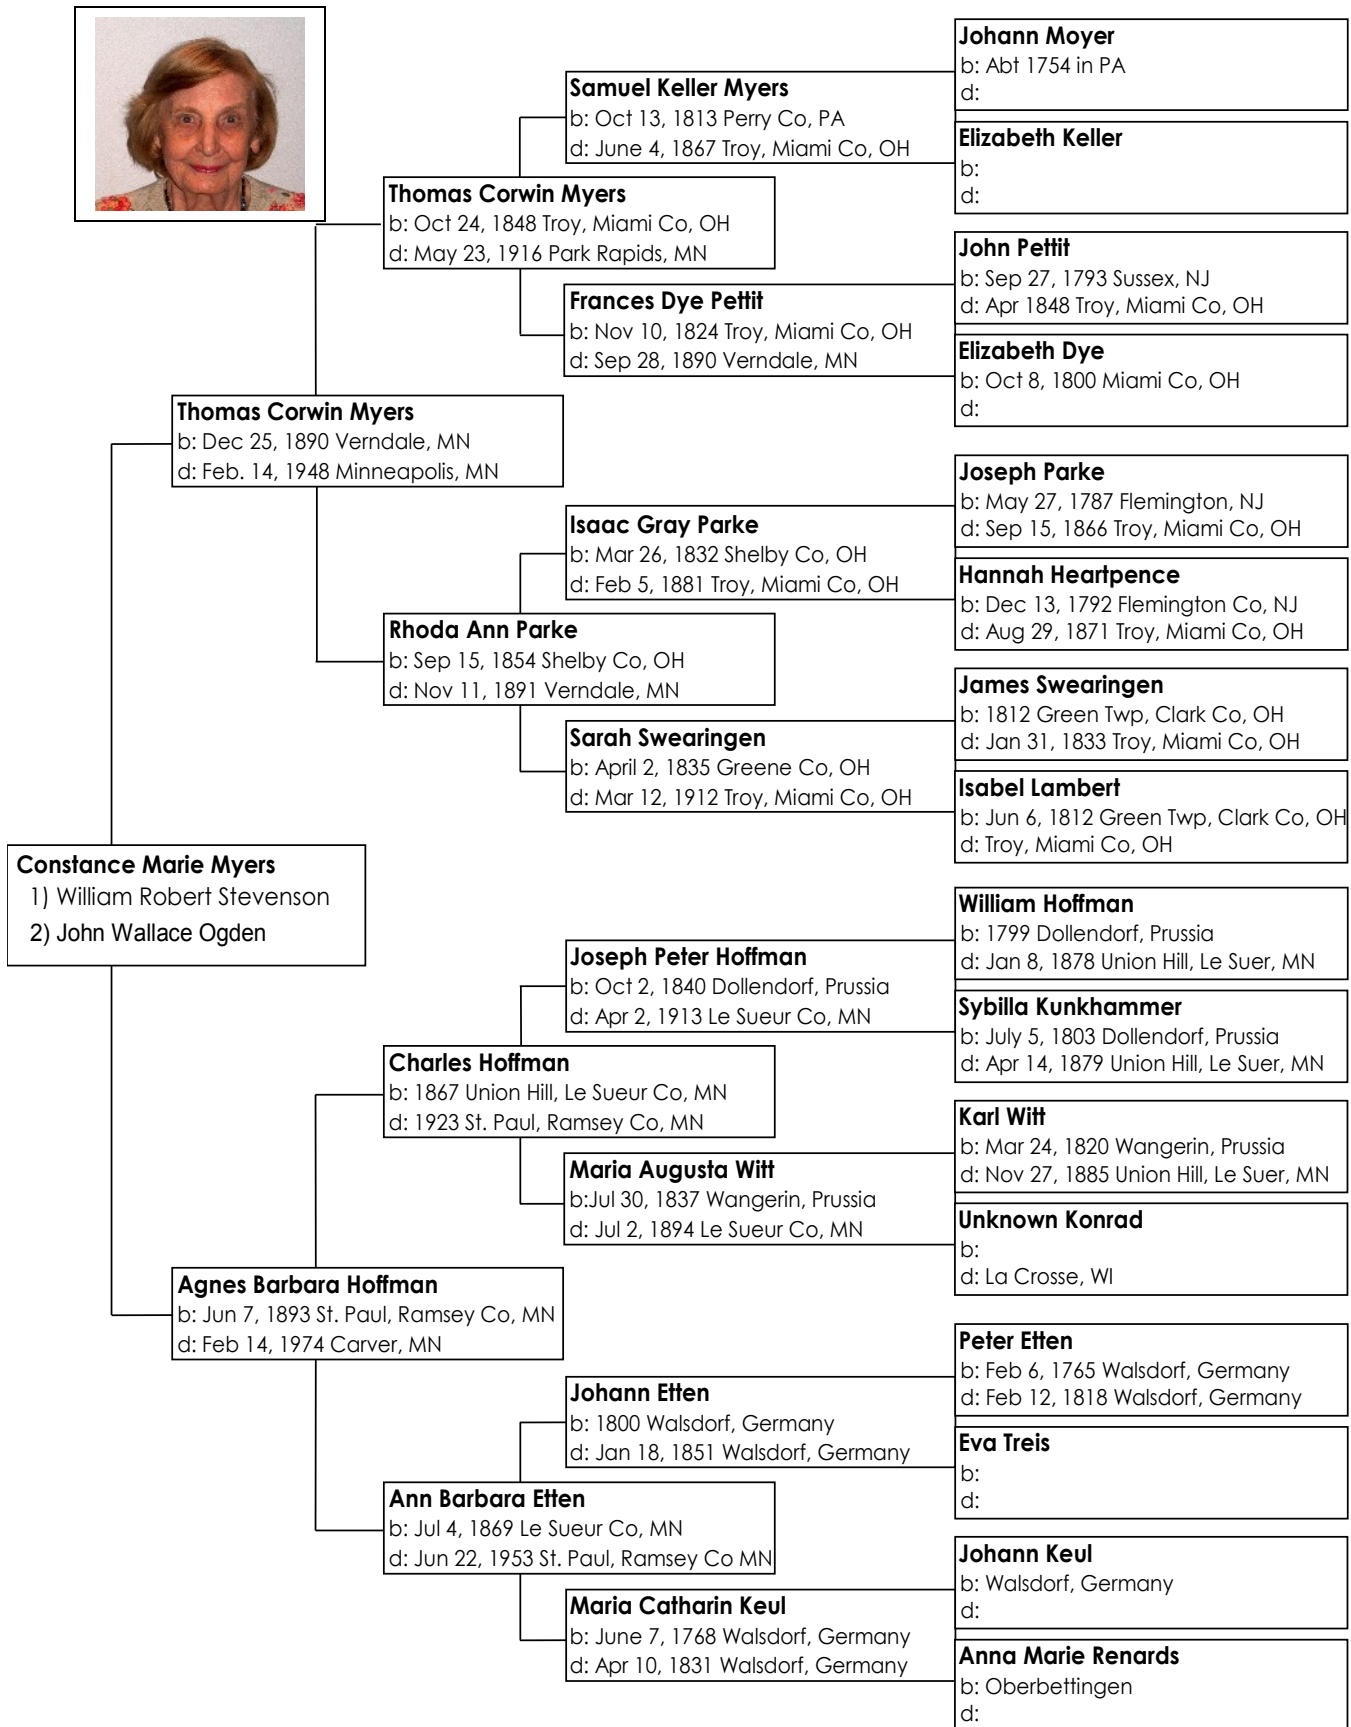 Johann Moyer
b: Abt 1754 in PA
d:
Samuel Keller Myers
b: Oct 13, 1813 Perry Co, PA
d: June 4, 1867 Troy, Miami Co, OH
Elizabeth Keller
b:
d:
Thomas Corwin Myers
b: Oct 24, 1848 Troy, Miami Co, OH
d: May 23, 1916 Park Rapids, MN
John Pettit
b: Sep 27, 1793 Sussex, NJ
d: Apr 1848 Troy, Miami Co, OH
Frances Dye Pettit
b: Nov 10, 1824 Troy, Miami Co, OH
d: Sep 28, 1890 Verndale, MN
Elizabeth Dye
b: Oct 8, 1800 Miami Co, OH
d:
Thomas Corwin Myers
b: Dec 25, 1890 Verndale, MN
d: Feb. 14, 1948 Minneapolis, MN
Joseph Parke
b: May 27, 1787 Flemington, NJ
d: Sep 15, 1866 Troy, Miami Co, OH
Isaac Gray Parke
b: Mar 26, 1832 Shelby Co, OH
d: Feb 5, 1881 Troy, Miami Co, OH
Hannah Heartpence
b: Dec 13, 1792 Flemington Co, NJ
d: Aug 29, 1871 Troy, Miami Co, OH
Rhoda Ann Parke
b: Sep 15, 1854 Shelby Co, OH
d: Nov 11, 1891 Verndale, MN
James Swearingen
b: 1812 Green Twp, Clark Co, OH
d: Jan 31, 1833 Troy, Miami Co, OH
Sarah Swearingen
b: April 2, 1835 Greene Co, OH
d: Mar 12, 1912 Troy, Miami Co, OH
Isabel Lambert
b: Jun 6, 1812 Green Twp, Clark Co, OH
d: Troy, Miami Co, OH
Constance Marie Myers
1) William Robert Stevenson
2) John Wallace Ogden
William Hoffman
b: 1799 Dollendorf, Prussia
d: Jan 8, 1878 Union Hill, Le Suer, MN
Joseph Peter Hoffman
b: Oct 2, 1840 Dollendorf, Prussia
d: Apr 2, 1913 Le Sueur Co, MN
Sybilla Kunkhammer
b: July 5, 1803 Dollendorf, Prussia
d: Apr 14, 1879 Union Hill, Le Suer, MN
Charles Hoffman
b: 1867 Union Hill, Le Sueur Co, MN
d: 1923 St. Paul, Ramsey Co, MN
Karl Witt
b: Mar 24, 1820 Wangerin, Prussia
d: Nov 27, 1885 Union Hill, Le Suer, MN
Maria Augusta Witt
b:Jul 30, 1837 Wangerin, Prussia
d: Jul 2, 1894 Le Sueur Co, MN
Unknown Konrad
b:
d: La Crosse, WI
Agnes Barbara Hoffman
b: Jun 7, 1893 St. Paul, Ramsey Co, MN
d: Feb 14, 1974 Carver, MN
Peter Etten
b: Feb 6, 1765 Walsdorf, Germany
d: Feb 12, 1818 Walsdorf, Germany
Johann Etten
b: 1800 Walsdorf, Germany
d: Jan 18, 1851 Walsdorf, Germany
Eva Treis
b:
d:
Ann Barbara Etten
b: Jul 4, 1869 Le Sueur Co, MN
d: Jun 22, 1953 St. Paul, Ramsey Co MN
Johann Keul
b: Walsdorf, Germany
d:
Maria Catharin Keul
b: June 7, 1768 Walsdorf, Germany
d: Apr 10, 1831 Walsdorf, Germany
Anna Marie Renards
b: Oberbettingen
d: